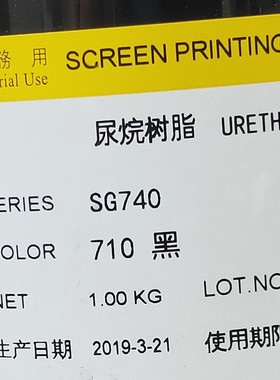 務 用
rial Use
SCREEN PRINTING
尿烷树脂 URETH
ERIES SG740
OLOR 710 黑
NET 1.00 KG LOT.NO
生产日期 2019-3-21 使用期限